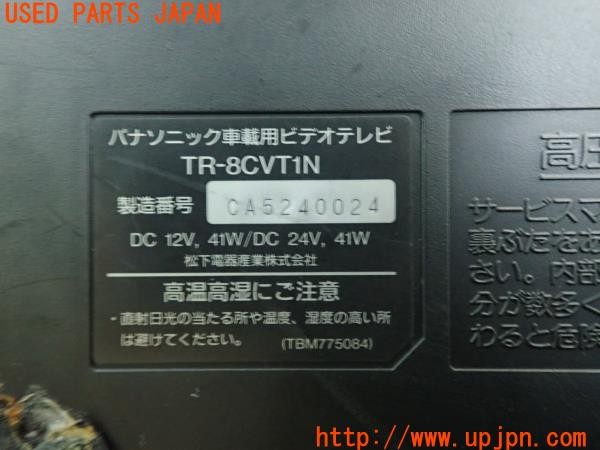 USED PARTS JAPAN
パナソニック車載用ビデオテレビ
TR-8CVT1N
製造番号 CA5240024
DC 12V, 41W/DC 24V, 41W
松下電器産業株式会社
高温高湿にご注意
・直射日光の当たる所や温度、湿度の高い所
は避けてください。 (TBM775084)
高圧
サービスマ
裏ぶたをあ
さい。内部
分が数多く
わると危険
http://www.upjpn.com/